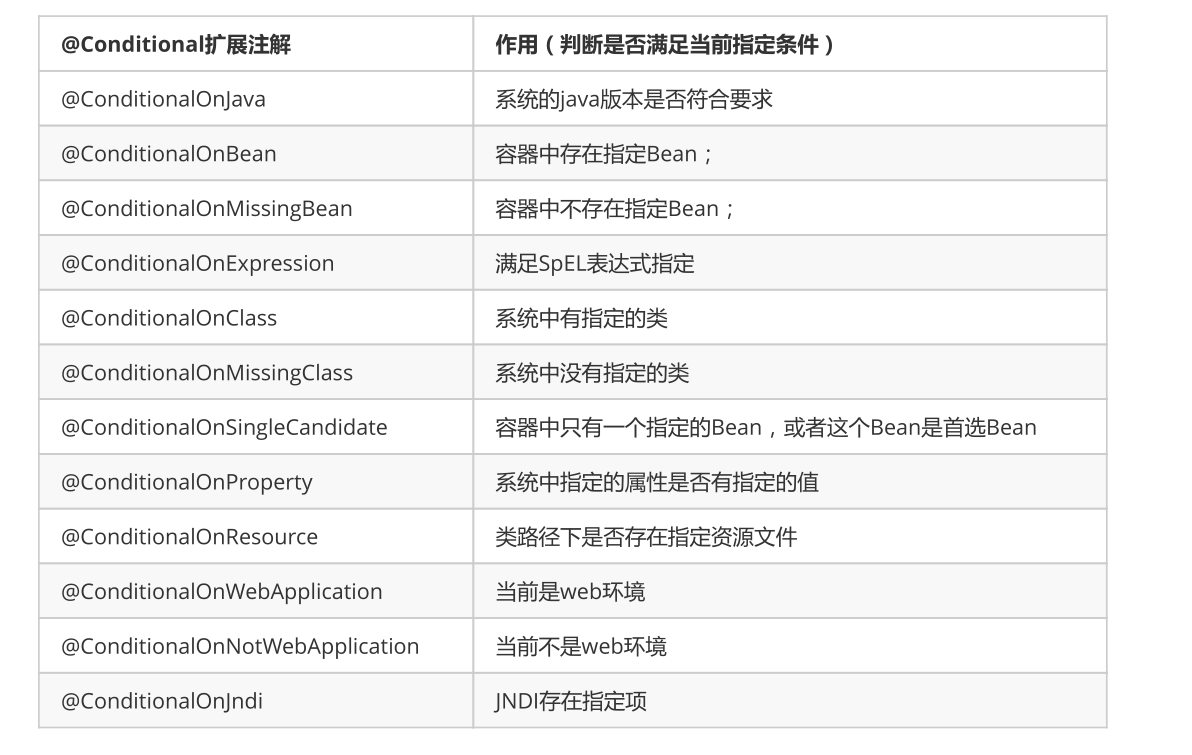 @Conditional扩展注解 作用（判断是否满足当前指定条件）
@ConditionalOnJava 系统的java版本是否符合要求
@ConditionalOnBean 容器中存在指定Bean；
@ConditionalOnMissingBean 容器中不存在指定Bean；
@ConditionalOnExpression 满足SpEL表达式指定
@ConditionalOnClass 系统中有指定的类
@ConditionalOnMissingClass 系统中没有指定的类
@ConditionalOnSingleCandidate 容器中只有一个指定的Bean，或者这个Bean是首选Bean
@ConditionalOnProperty 系统中指定的属性是否有指定的值
@ConditionalOnResource 类路径下是否存在指定资源文件
@ConditionalOnWebApplication 当前是web环境
@ConditionalOnNotWebApplication 当前不是web环境
@ConditionalOnJndi JNDI存在指定项